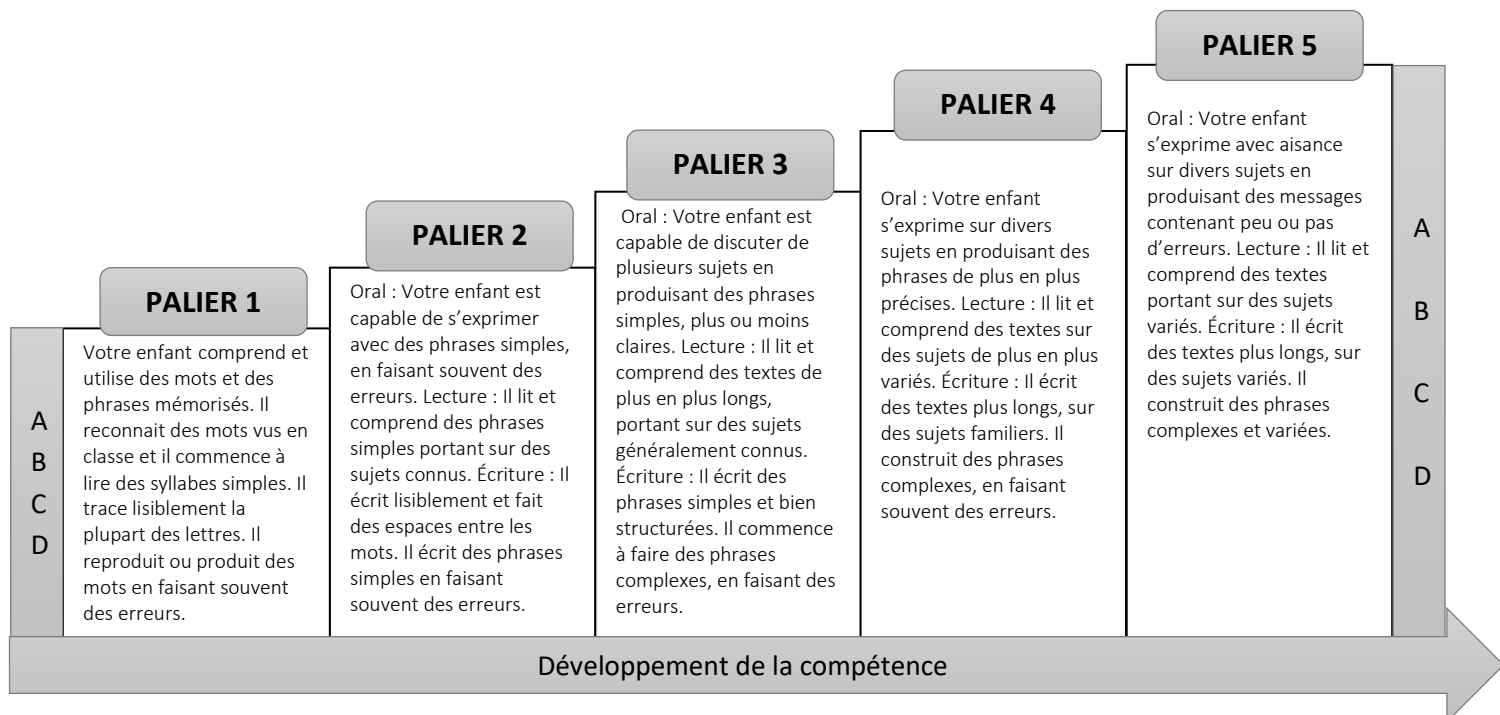 PALIER 1
Votre enfant comprend et
utilise des mots et des
phrases mémorisés. Il
reconnait des mots vus en
classe et il commence à
lire des syllabes simples. Il
trace lisiblement la
plupart des lettres. Il
reproduit ou produit des
mots en faisant souvent
des erreurs.
A
B
C
D
PALIER 2
Oral : Votre enfant est
capable de s’exprimer
avec des phrases simples,
en faisant souvent des
erreurs. Lecture : Il lit et
comprend des phrases
simples portant sur des
sujets connus. Écriture : Il
écrit lisiblement et fait
des espaces entre les
mots. Il écrit des phrases
simples en faisant
souvent des erreurs.
PALIER 3
Oral : Votre enfant est
capable de discuter de
plusieurs sujets en
produisant des phrases
simples, plus ou moins
claires. Lecture : Il lit et
comprend des textes de
plus en plus longs,
portant sur des sujets
généralement connus.
Écriture : Il écrit des
phrases simples et bien
structurées. Il commence
à faire des phrases
complexes, en faisant des
erreurs.
PALIER 4
Oral : Votre enfant
s’exprime sur divers
sujets en produisant des
phrases de plus en plus
précises. Lecture : Il lit et
comprend des textes sur
des sujets de plus en plus
variés. Écriture : Il écrit
des textes plus longs, sur
des sujets familiers. Il
construit des phrases
complexes, en faisant
souvent des erreurs.
PALIER 5
Oral : Votre enfant
s’exprime avec aisance
sur divers sujets en
produisant des messages
contenant peu ou pas
d’erreurs. Lecture : Il lit et
comprend des textes
portant sur des sujets
variés. Écriture : Il écrit
des textes plus longs, sur
des sujets variés. Il
construit des phrases
complexes et variées.
A
B
C
D
Développement de la compétence